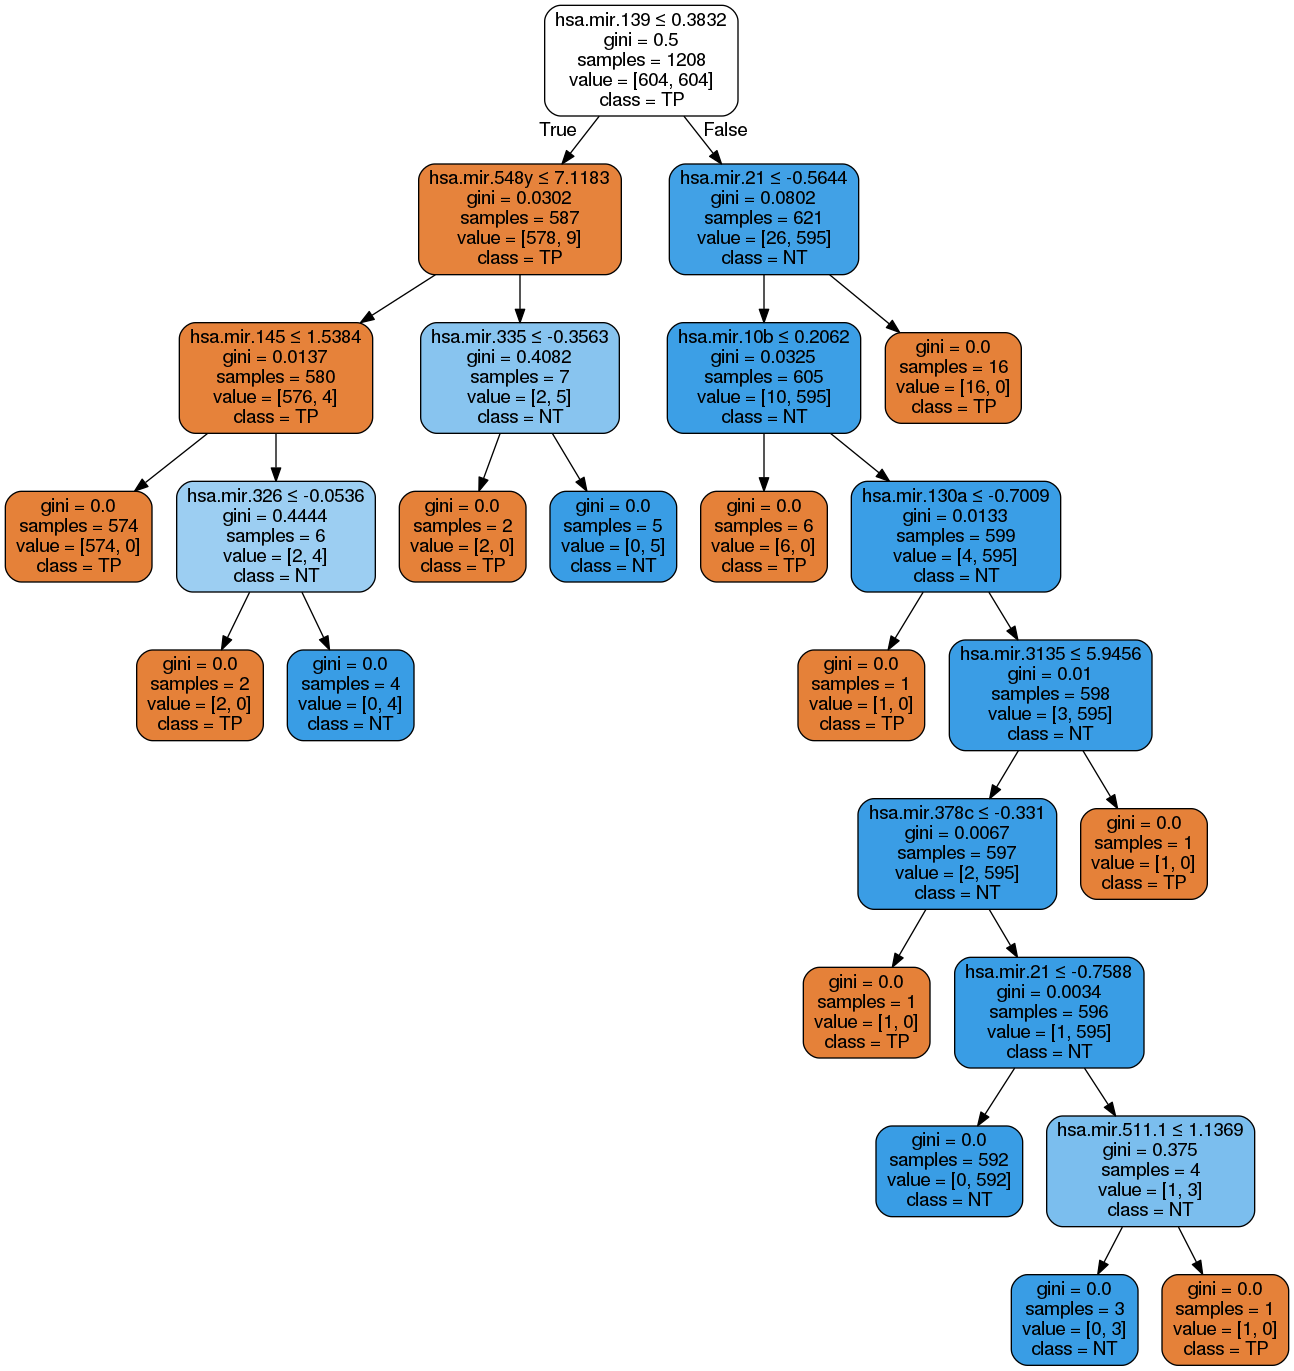 hsa.mir.139 ≤ 0.3832
gini = 0.5
samples = 1208
value = [604, 604]
class = TP
True
False
hsa.mir.548y ≤ 7.1183
gini = 0.0302
samples = 587
value = [578, 9]
class = TP
hsa.mir.21 ≤ -0.5644
gini = 0.0802
samples = 621
value = [26, 595]
class = NT
hsa.mir.145 ≤ 1.5384
gini = 0.0137
samples = 580
value = [576, 4]
class = TP
hsa.mir.335 ≤ -0.3563
gini = 0.4082
samples = 7
value = [2, 5]
class = NT
hsa.mir.10b ≤ 0.2062
gini = 0.0325
samples = 605
value = [10, 595]
class = NT
gini = 0.0
samples = 16
value = [16, 0]
class = TP
gini = 0.0
samples = 574
value = [574, 0]
class = TP
hsa.mir.326 ≤ -0.0536
gini = 0.4444
samples = 6
value = [2, 4]
class = NT
gini = 0.0
samples = 2
value = [2, 0]
class = TP
gini = 0.0
samples = 5
value = [0, 5]
class = NT
gini = 0.0
samples = 6
value = [6, 0]
class = TP
hsa.mir.130a ≤ -0.7009
gini = 0.0133
samples = 599
value = [4, 595]
class = NT
gini = 0.0
samples = 2
value = [2, 0]
class = TP
gini = 0.0
samples = 4
value = [0, 4]
class = NT
gini = 0.0
samples = 1
value = [1, 0]
class = TP
hsa.mir.3135 ≤ 5.9456
gini = 0.01
samples = 598
value = [3, 595]
class = NT
hsa.mir.378c ≤ -0.331
gini = 0.0067
samples = 597
value = [2, 595]
class = NT
gini = 0.0
samples = 1
value = [1, 0]
class = TP
gini = 0.0
samples = 1
value = [1, 0]
class = TP
hsa.mir.21 ≤ -0.7588
gini = 0.0034
samples = 596
value = [1, 595]
class = NT
gini = 0.0
samples = 592
value = [0, 592]
class = NT
hsa.mir.511.1 ≤ 1.1369
gini = 0.375
samples = 4
value = [1, 3]
class = NT
gini = 0.0
samples = 3
value = [0, 3]
class = NT
gini = 0.0
samples = 1
value = [1, 0]
class = TP